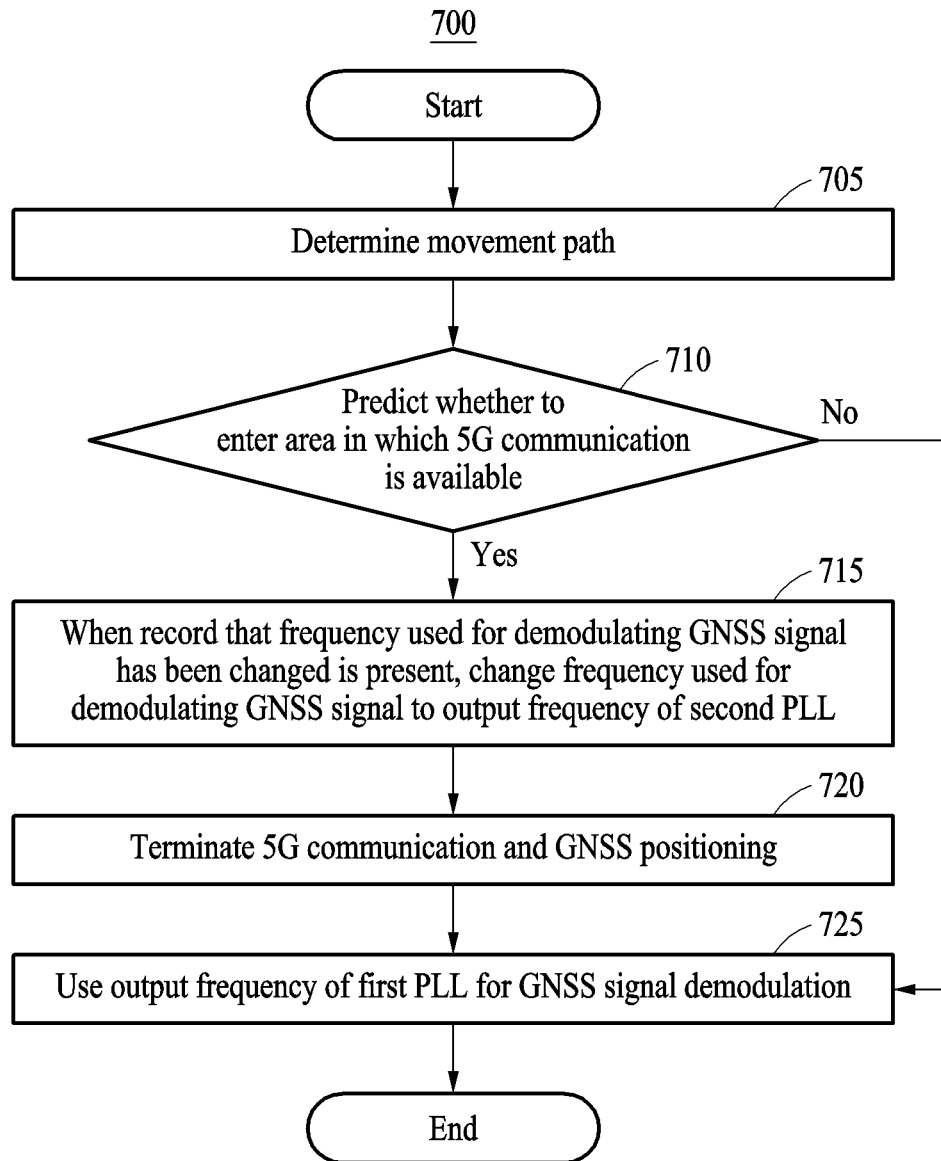 700
Start
705
Determine movement path
710
Predict whether to
enter area in which 5G communication
is available
No
Yes
715
When record that frequency used for demodulating GNSS signal
has been changed is present, change frequency used for
demodulating GNSS signal to output frequency of second PLL
720
Terminate 5G communication and GNSS positioning
725
Use output frequency of first PLL for GNSS signal demodulation
End